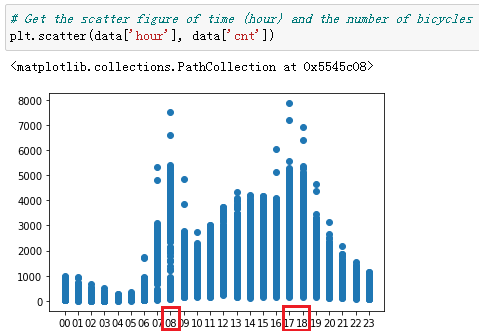 # Get the scatter figure of time (hour) and the number of bicycles
plt.scatter(data['hour'], data['cnt'])
<matplotlib.collections.PathCollection at 0x5545c08>
8000
7000
6000
5000
4000
3000
2000
1000
0
00 01 02 03 04 05 06 07 08 09 10 11 12 13 14 15 16 17 18 19 20 21 22 23